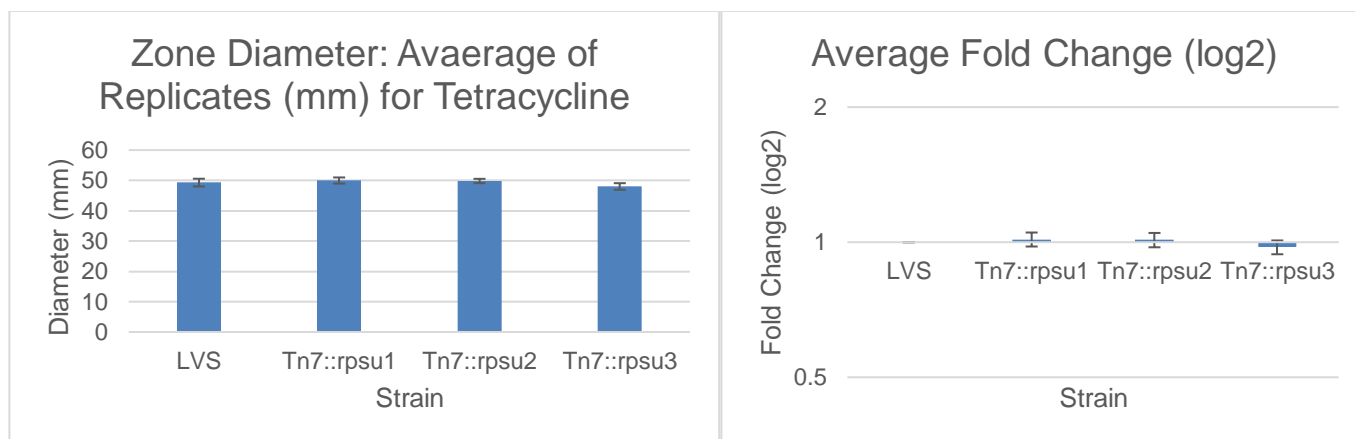 Zone Diameter: Avaerage of
Replicates (mm) for Tetracycline
Diameter (mm)
60
50
40
30
20
10
0
LVS Tn7::rpsu1 Tn7::rpsu2 Tn7::rpsu3
Strain
Average Fold Change (log2)
Fold Change (log2)
2
1
0.5
LVS Tn7::rpsu1 Tn7::rpsu2 Tn7::rpsu3
Strain